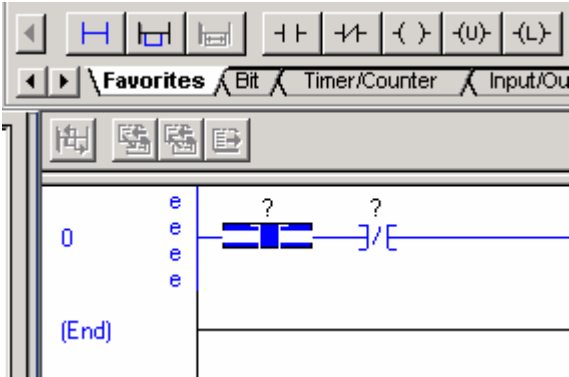 (U)
(L)
Favorites
Bit
Timer/Counter
Input/Ou
e
? ?
0
e
e
e
(End)